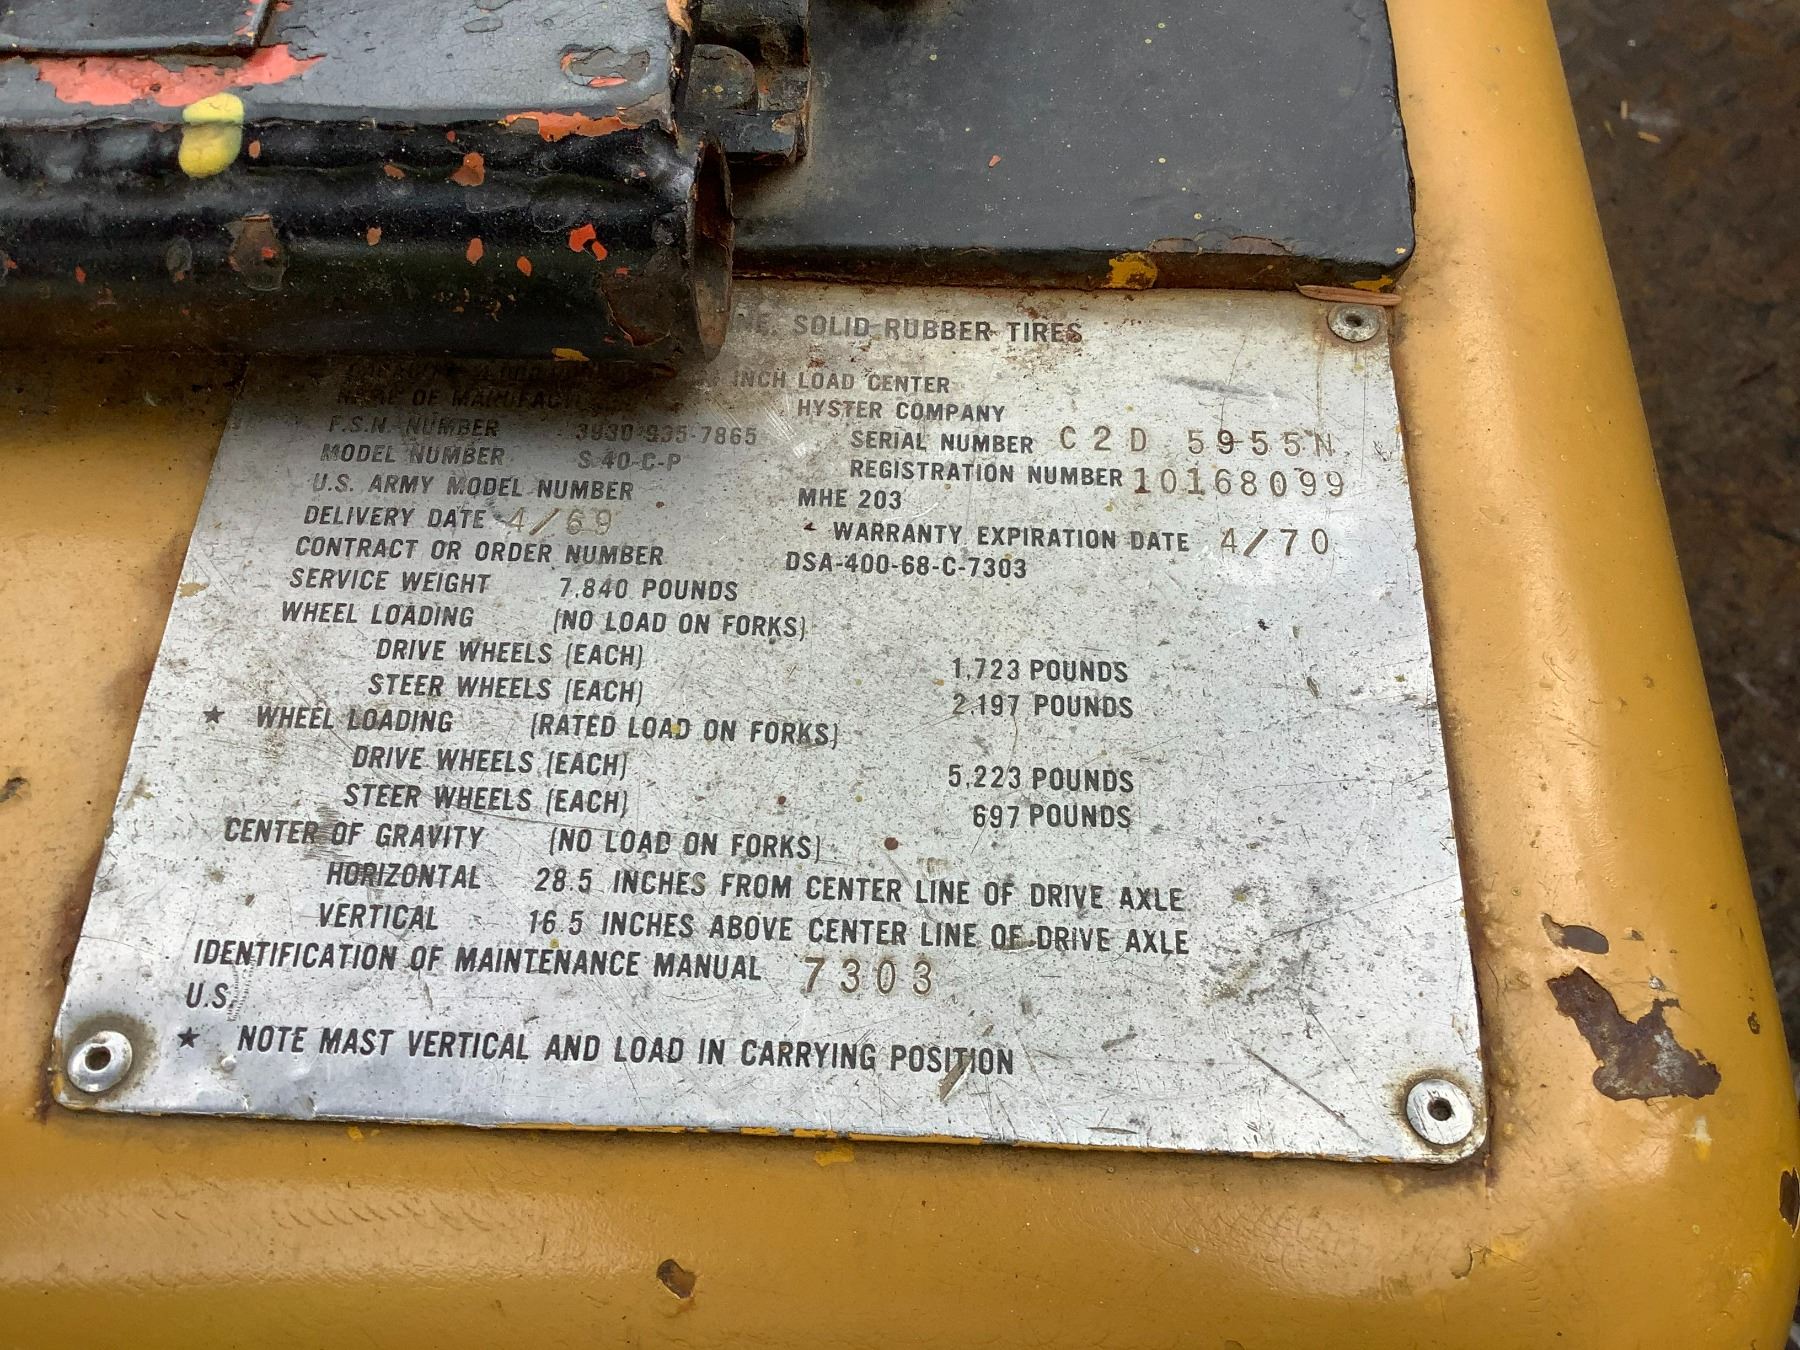 SOLID RUBBER TIRES
INCH LOAD CENTER
NAME OF HYSTER COMPANY
F.S.N. NUMBER 3930-935-7865 SERIAL NUMBER C2D 5955N
MODEL NUMBER S-40-C-P REGISTRATION NUMBER 10168099
U.S. ARMY MODEL NUMBER MHE 203
DELIVERY DATE 4/69 WARRANTY EXPIRATION DATE 4/70
CONTRACT OR ORDER NUMBER DSA-400-68-C-7303
SERVICE WEIGHT 7,840 POUNDS
WHEEL LOADING (NO LOAD ON FORKS)
DRIVE WHEELS (EACH) 1,723 POUNDS
STEER WHEELS (EACH) 2,197 POUNDS
★ WHEEL LOADING (RATED LOAD ON FORKS)
DRIVE WHEELS (EACH) 5,223 POUNDS
STEER WHEELS (EACH) 697 POUNDS
CENTER OF GRAVITY (NO LOAD ON FORKS)
HORIZONTAL 28.5 INCHES FROM CENTER LINE OF DRIVE AXLE
VERTICAL 16.5 INCHES ABOVE CENTER LINE OF DRIVE AXLE
IDENTIFICATION OF MAINTENANCE MANUAL 7303
U.S.
★ NOTE MAST VERTICAL AND LOAD IN CARRYING POSITION